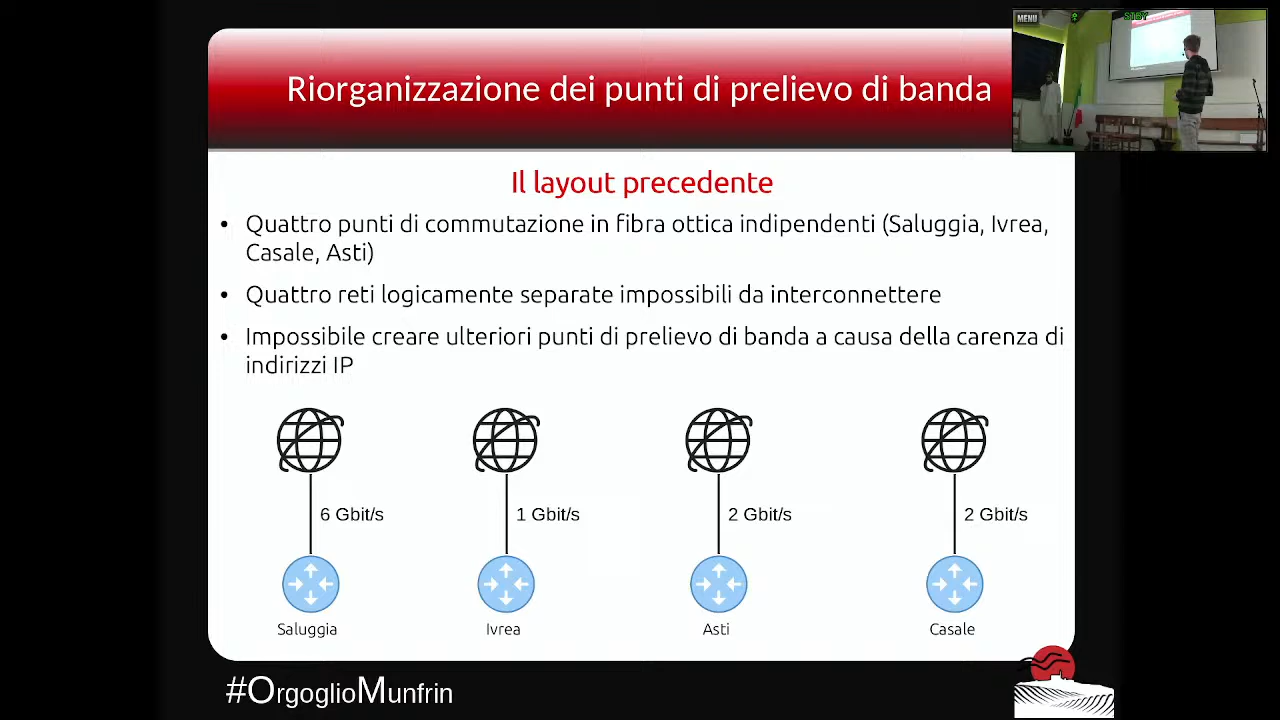 Riorganizzazione dei punti di prelievo di banda
MENU
STBY
Il layout precedente
• Quattro punti di commutazione in fibra ottica indipendenti (Saluggia, Ivrea,
Casale, Asti)
• Quattro reti logicamente separate impossibili da interconnettere
• Impossibile creare ulteriori punti di prelievo di banda a causa della carenza di
indirizzi IP
6 Gbit/s
1 Gbit/s
2 Gbit/s
2 Gbit/s
Saluggia
Ivrea
Asti
Casale
#OrgoglioMunfrin